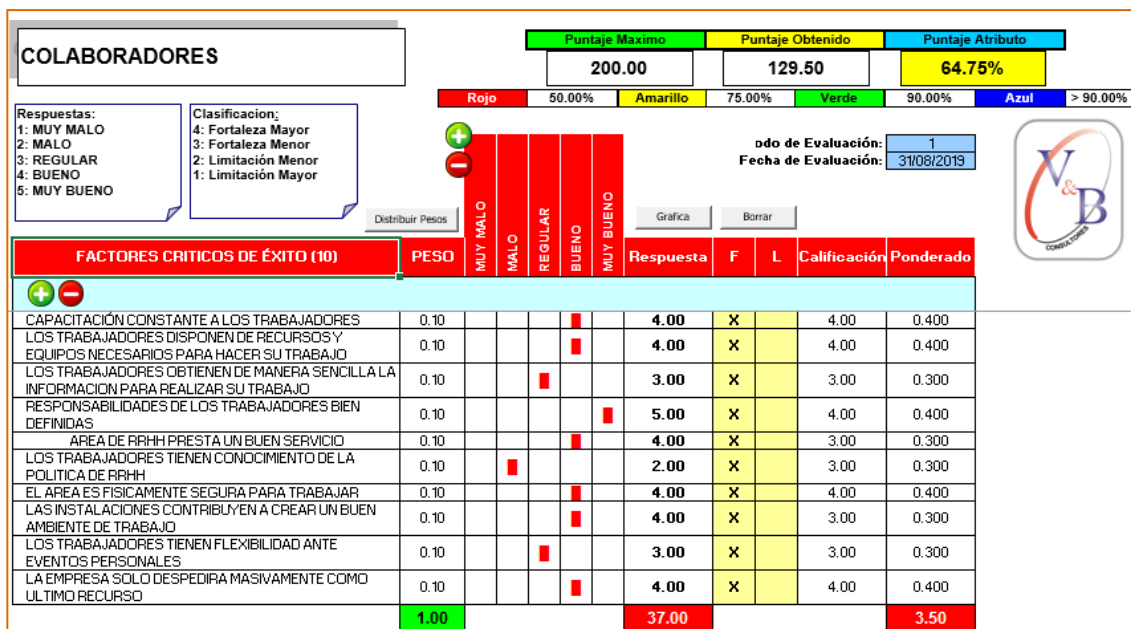 COLABORADORES
Puntaje Maximo Puntaje Obtenido Puntaje Atributo
200.00 129.50 64.75%
Rojo 50.00% Amarillo 75.00% Verde 90.00% Azul > 90.00%
Respuestas:
1: MUY MALO
2: MALO
3: REGULAR
4: BUENO
5: MUY BUENO
Clasificacion:
4: Fortaleza Mayor
3: Fortaleza Menor
2: Limitación Menor
1: Limitación Mayor
odo de Evaluación: 1
Fecha de Evaluación: 31/08/2019
V&B
CONSULTORES
Distribuir Pesos
Grafica
Borrar
FACTORES CRITICOS DE ÉXITO (10) PESO MUY MALO MALO REGULAR BUENO MUY BUENO Respuesta F L Calificación Ponderado
CAPACITACIÓN CONSTANTE A LOS TRABAJADORES 0.10 4.00 X 4.00 0.400
LOS TRABAJADORES DISPONEN DE RECURSOS Y
EQUIPOS NECESARIOS PARA HACER SU TRABAJO 0.10 4.00 X 4.00 0.400
LOS TRABAJADORES OBTIENEN DE MANERA SENCILLA LA
INFORMACION PARA REALIZAR SU TRABAJO 0.10 3.00 X 3.00 0.300
RESPONSABILIDADES DE LOS TRABAJADORES BIEN
DEFINIDAS 0.10 5.00 X 4.00 0.400
AREA DE RRHH PRESTA UN BUEN SERVICIO 0.10 4.00 X 3.00 0.300
LOS TRABAJADORES TIENEN CONOCIMIENTO DE LA
POLITICA DE RRHH 0.10 2.00 X 3.00 0.300
EL AREA ES FISICAMENTE SEGURA PARA TRABAJAR 0.10 4.00 X 4.00 0.400
LAS INSTALACIONES CONTRIBUYEN A CREAR UN BUEN
AMBIENTE DE TRABAJO 0.10 4.00 X 3.00 0.300
LOS TRABAJADORES TIENEN FLEXIBILIDAD ANTE
EVENTOS PERSONALES 0.10 3.00 X 3.00 0.300
LA EMPRESA SOLO DESPEDIRA MASIVAMENTE COMO
ULTIMO RECURSO 0.10 4.00 X 4.00 0.400
1.00 37.00 3.50